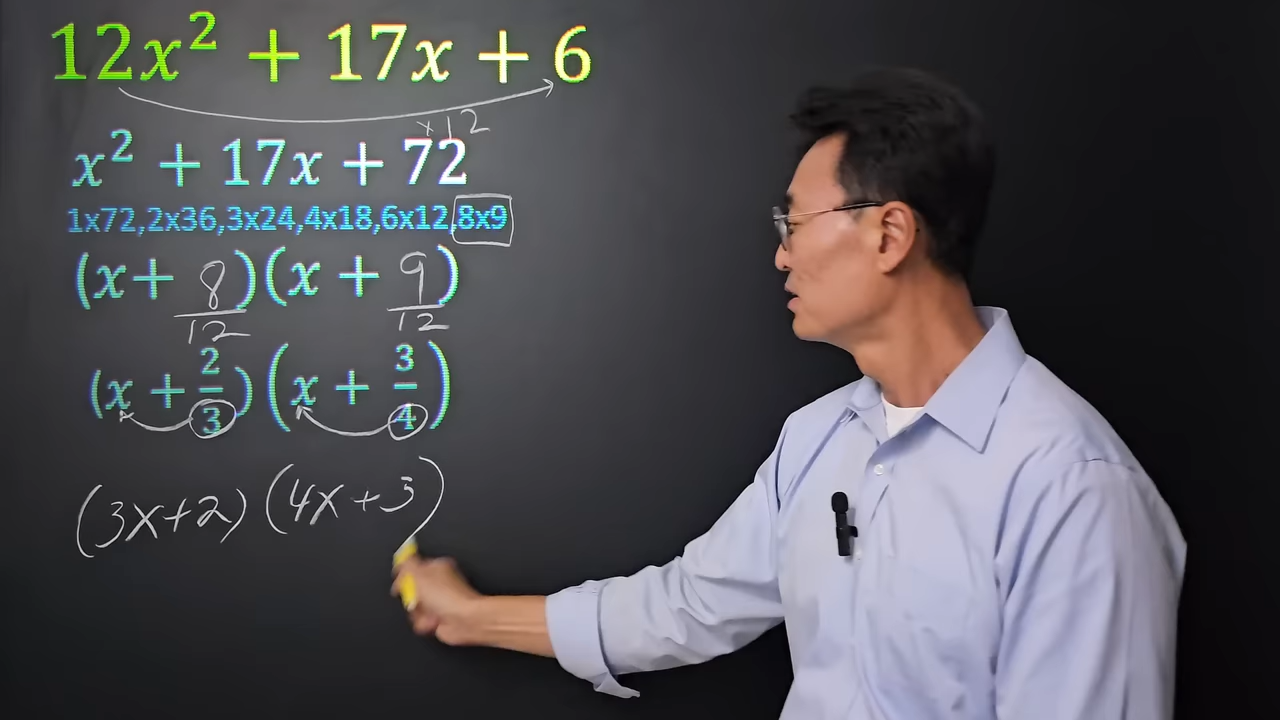 12x² + 17x + 6
×12
x² + 17x + 72
1x72,2x36,3x24,4x18,6x12,8x9
(x + 8/12)(x + 9/12)
(x + 2/3)(x + 3/4)
(3x+2)(4x+3)